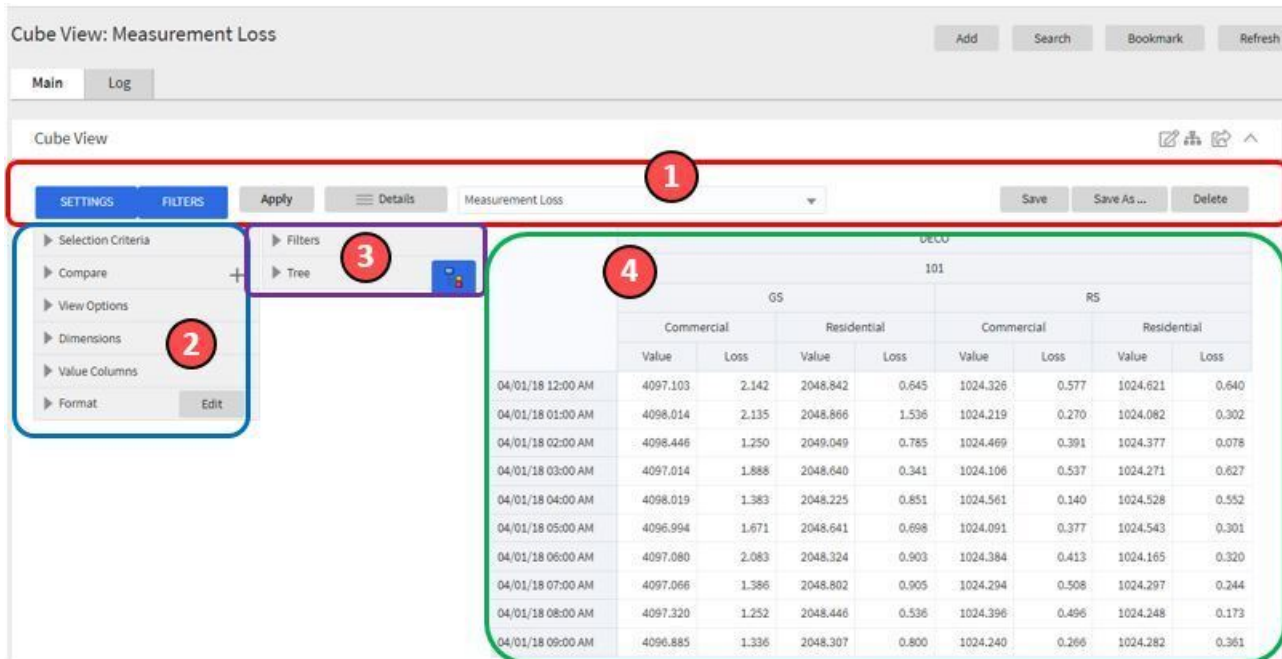 Cube View: Measurement Loss
Add Search Bookmark Refresh
Main Log
Cube View
1
SETTINGS FILTERS Apply Details Measurement Loss Save Save As ... Delete
Selection Criteria Filters DECO
Compare + Tree 3 4 101
View Options GS RS
Dimensions 2 Commercial Residential Commercial Residential
Value Columns Value Loss Value Loss Value Loss Value Loss
Format Edit 04/01/18 12:00 AM 4097.103 2.142 2048.842 0.645 1024.326 0.577 1024.621 0.640
04/01/18 01:00 AM 4098.014 2.135 2048.866 1.536 1024.219 0.270 1024.082 0.302
04/01/18 02:00 AM 4098.446 1.250 2049.049 0.785 1024.469 0.391 1024.377 0.078
04/01/18 03:00 AM 4097.014 1.888 2048.640 0.341 1024.106 0.537 1024.271 0.627
04/01/18 04:00 AM 4098.019 1.383 2048.225 0.851 1024.561 0.140 1024.528 0.552
04/01/18 05:00 AM 4096.994 1.671 2048.641 0.698 1024.091 0.377 1024.543 0.301
04/01/18 06:00 AM 4097.080 2.083 2048.324 0.903 1024.384 0.413 1024.165 0.320
04/01/18 07:00 AM 4097.066 1.386 2048.802 0.905 1024.294 0.508 1024.297 0.244
04/01/18 08:00 AM 4097.320 1.252 2048.446 0.536 1024.396 0.496 1024.248 0.173
04/01/18 09:00 AM 4096.885 1.336 2048.307 0.800 1024.240 0.266 1024.282 0.361